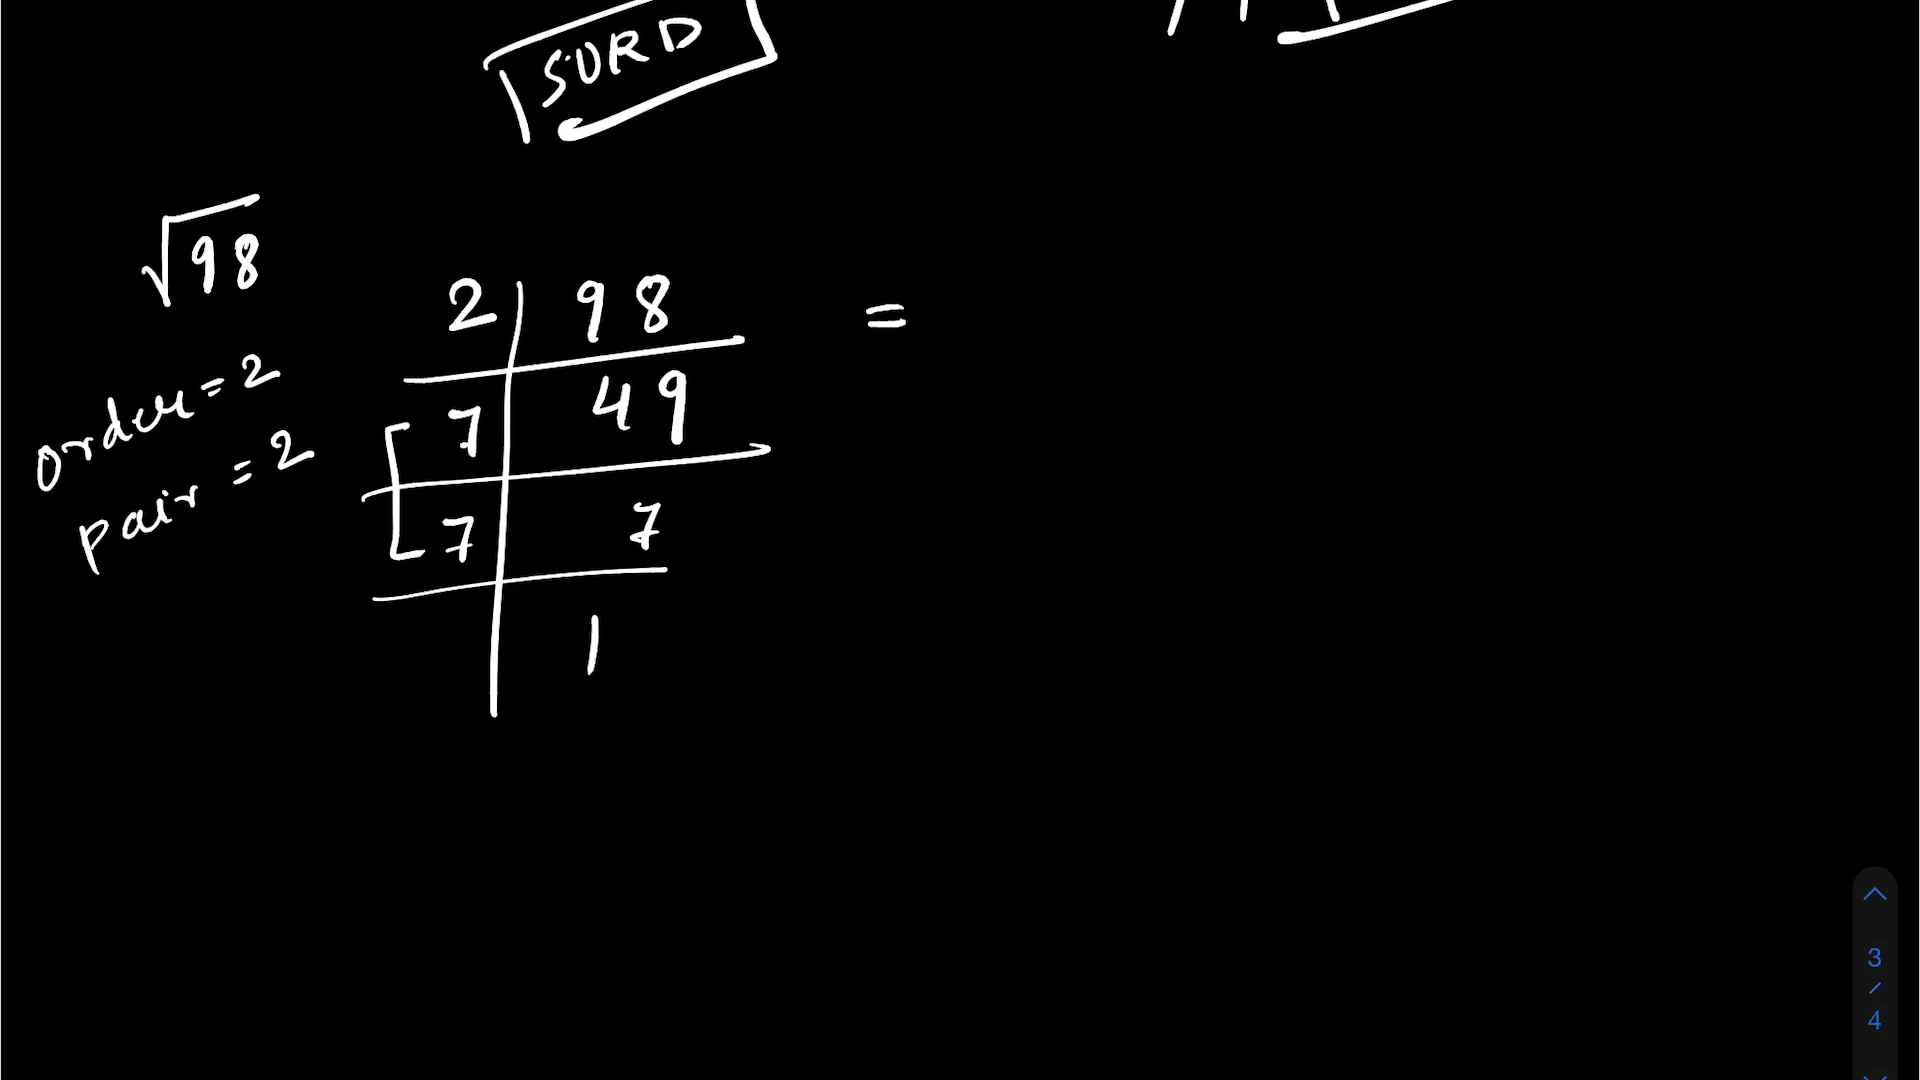 SURD
√98
2 | 98 =
order = 2
7 | 49
pair = 2
7 | 7
1
3
/
4